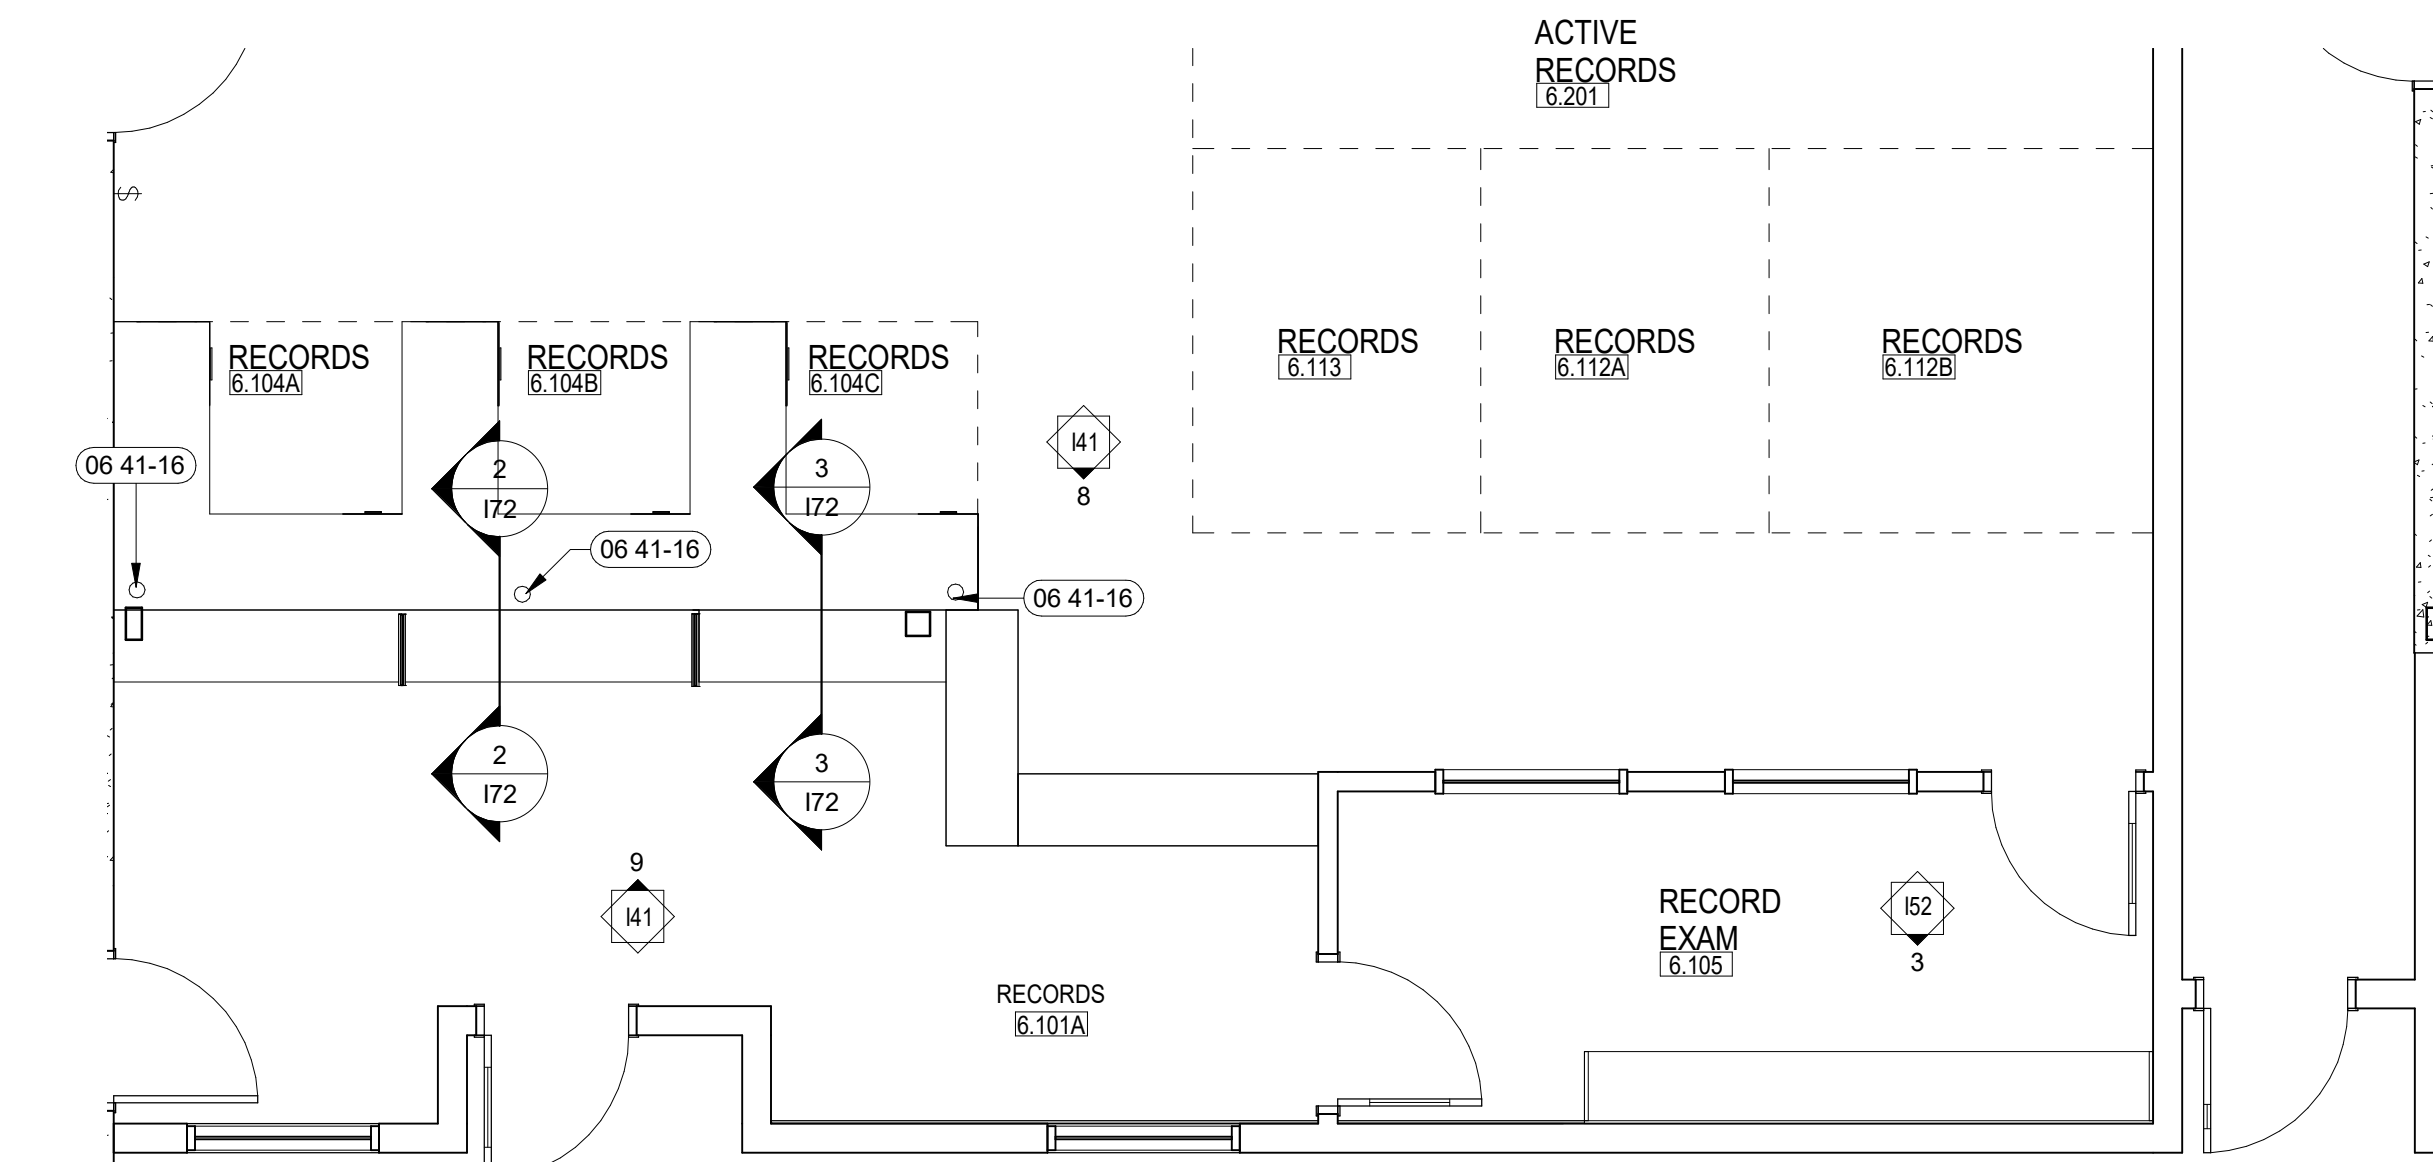 ACTIVE
RECORDS
6.201
RECORDS
6.104A
RECORDS
6.104B
RECORDS
6.104C
RECORDS
6.113
RECORDS
6.112A
RECORDS
6.112B
06 41-16
2
I72
3
I72
I41
8
06 41-16
06 41-16
2
I72
3
I72
9
I41
RECORD
EXAM
6.105
I52
3
RECORDS
6.101A